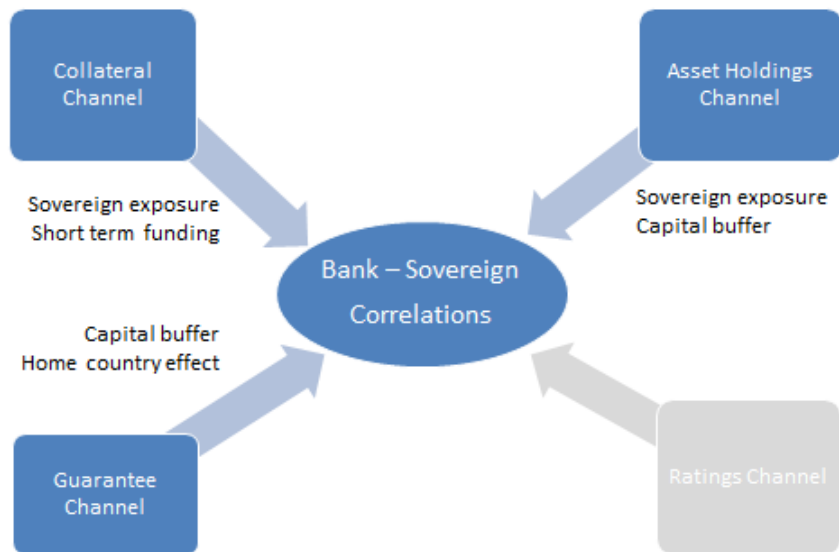 Collateral
Channel
Asset Holdings
Channel
Sovereign exposure
Short term funding
Sovereign exposure
Capital buffer
Bank – Sovereign
Correlations
Capital buffer
Home country effect
Guarantee
Channel
Ratings Channel